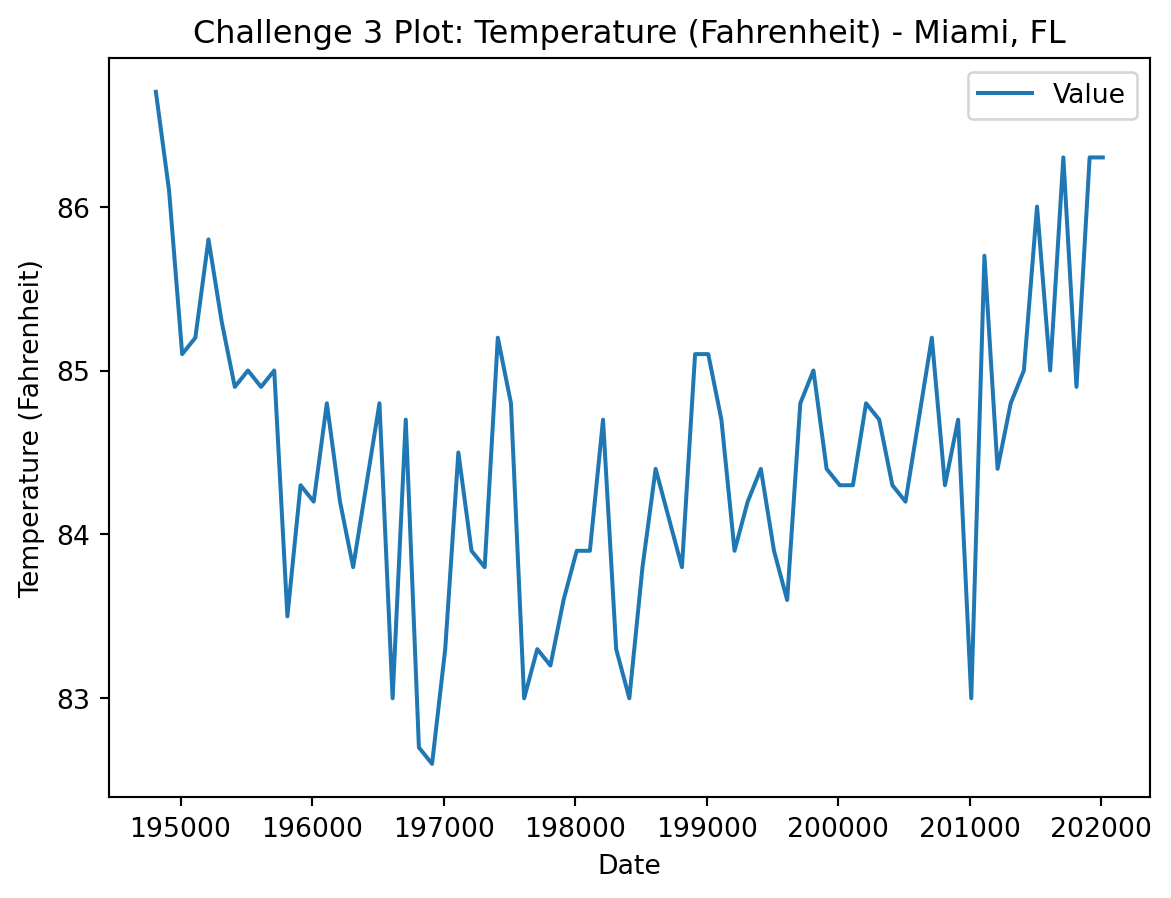 Challenge 3 Plot: Temperature (Fahrenheit) - Miami, FL
Value
Temperature (Fahrenheit)
86
85
84
83
195000 196000 197000 198000 199000 200000 201000 202000
Date